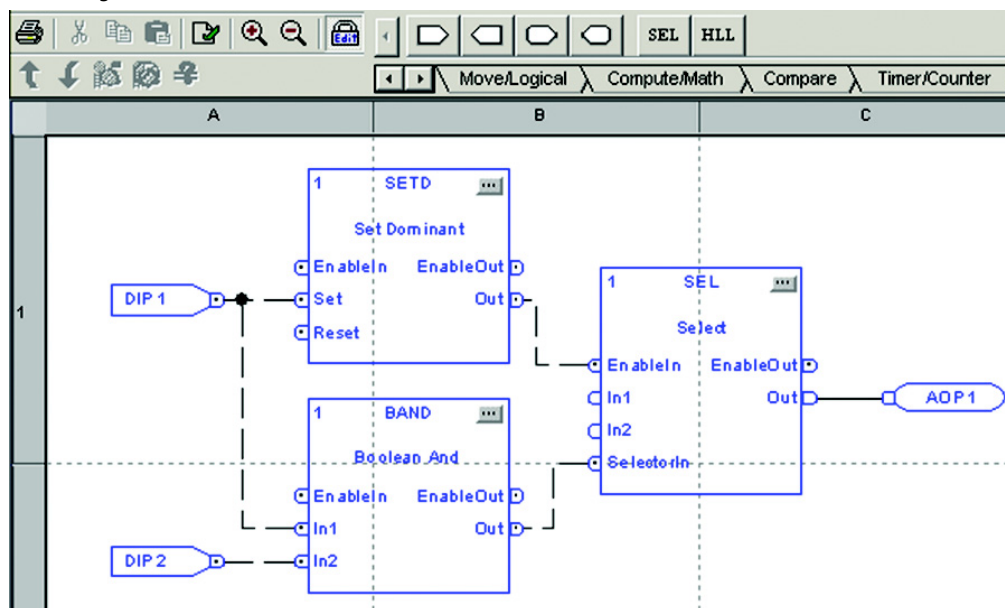 Edit
SEL HLL
Move/Logical Compute/Math Compare Timer/Counter
A B C
1
1 SETD
Set Dominant
EnableIn EnableOut
Set Out
Reset
DIP 1
1 BAND
Boolean And
EnableIn EnableOut
In1 Out
In2
DIP 2
1 SEL
Select
EnableIn EnableOut
In1 Out
In2
SelectorIn
AOP1